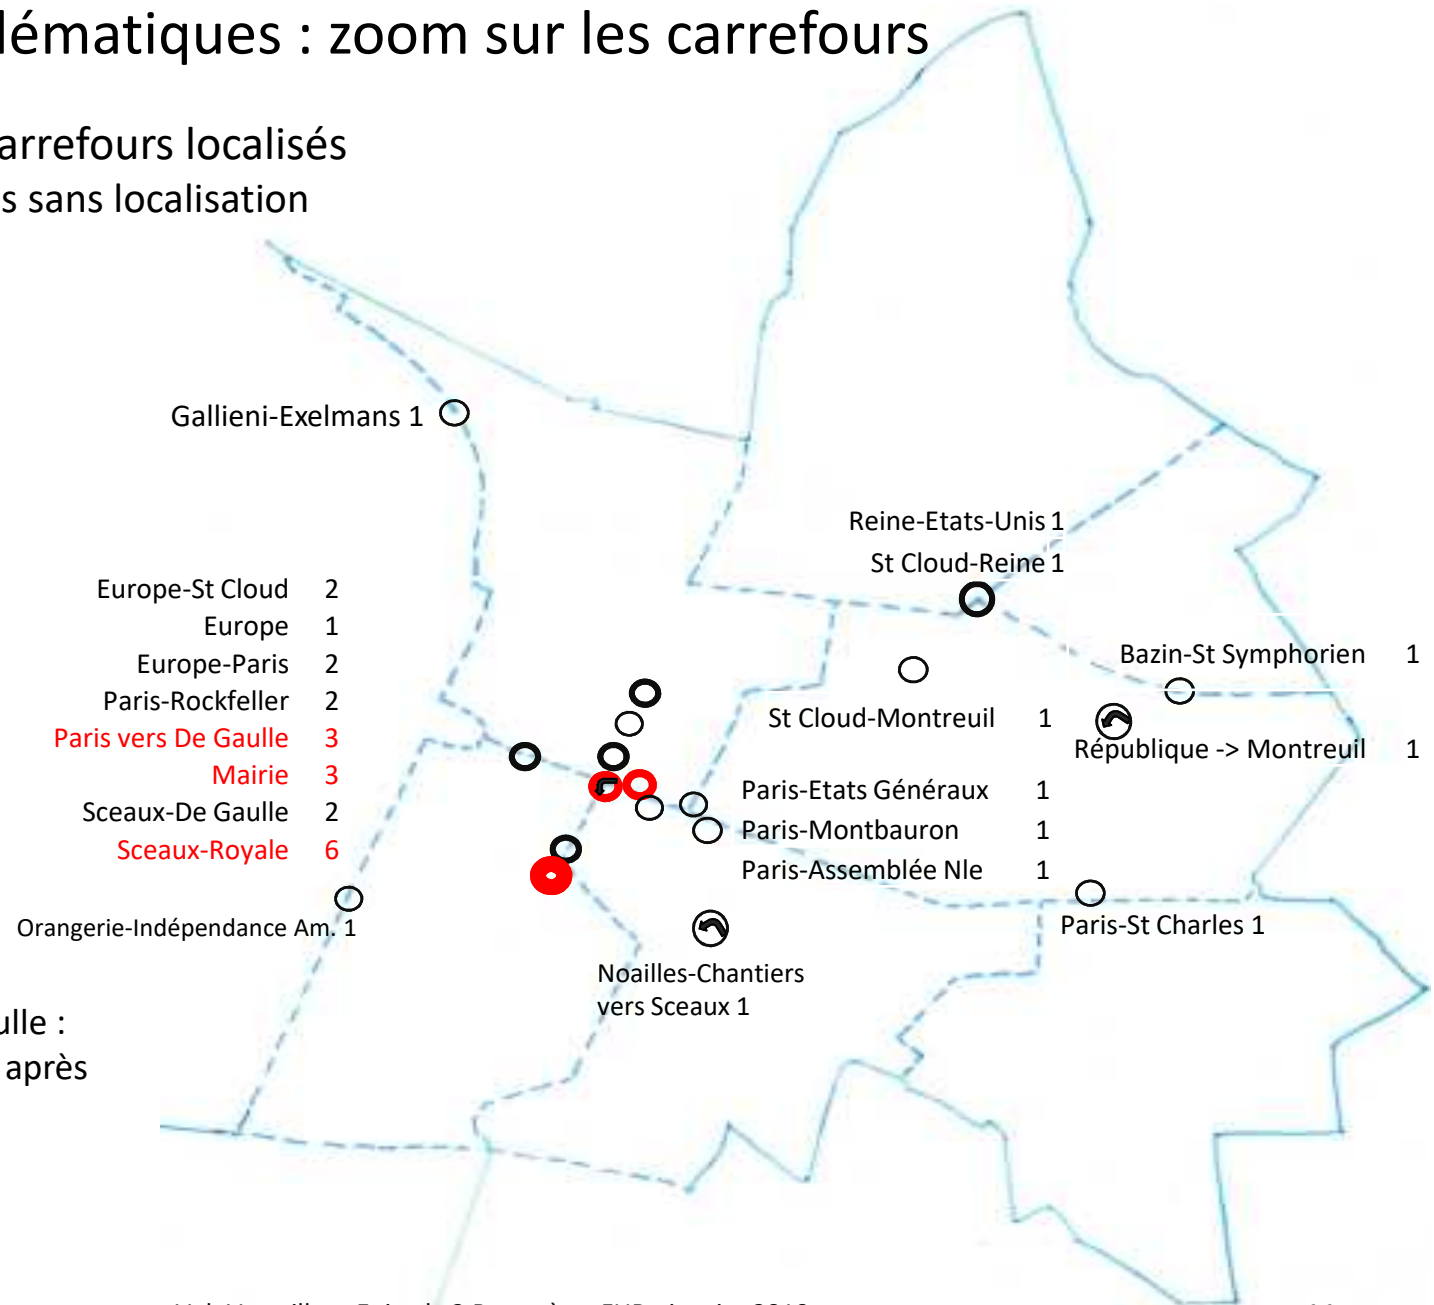 lématiques : zoom sur les carrefours
arrefours localisés
s sans localisation
Gallieni-Exelmans 1
Reine-Etats-Unis 1
St Cloud-Reine 1
Europe-St Cloud 2
Europe 1
Europe-Paris 2
Paris-Rockfeller 2
Paris vers De Gaulle 3
Mairie 3
Sceaux-De Gaulle 2
Sceaux-Royale 6
Orangerie-Indépendance Am. 1
Bazin-St Symphorien 1
St Cloud-Montreuil 1
République -> Montreuil 1
Paris-Etats Généraux 1
Paris-Montbauron 1
Paris-Assemblée Nle 1
Paris-St Charles 1
Noailles-Chantiers
vers Sceaux 1
ulle :
après